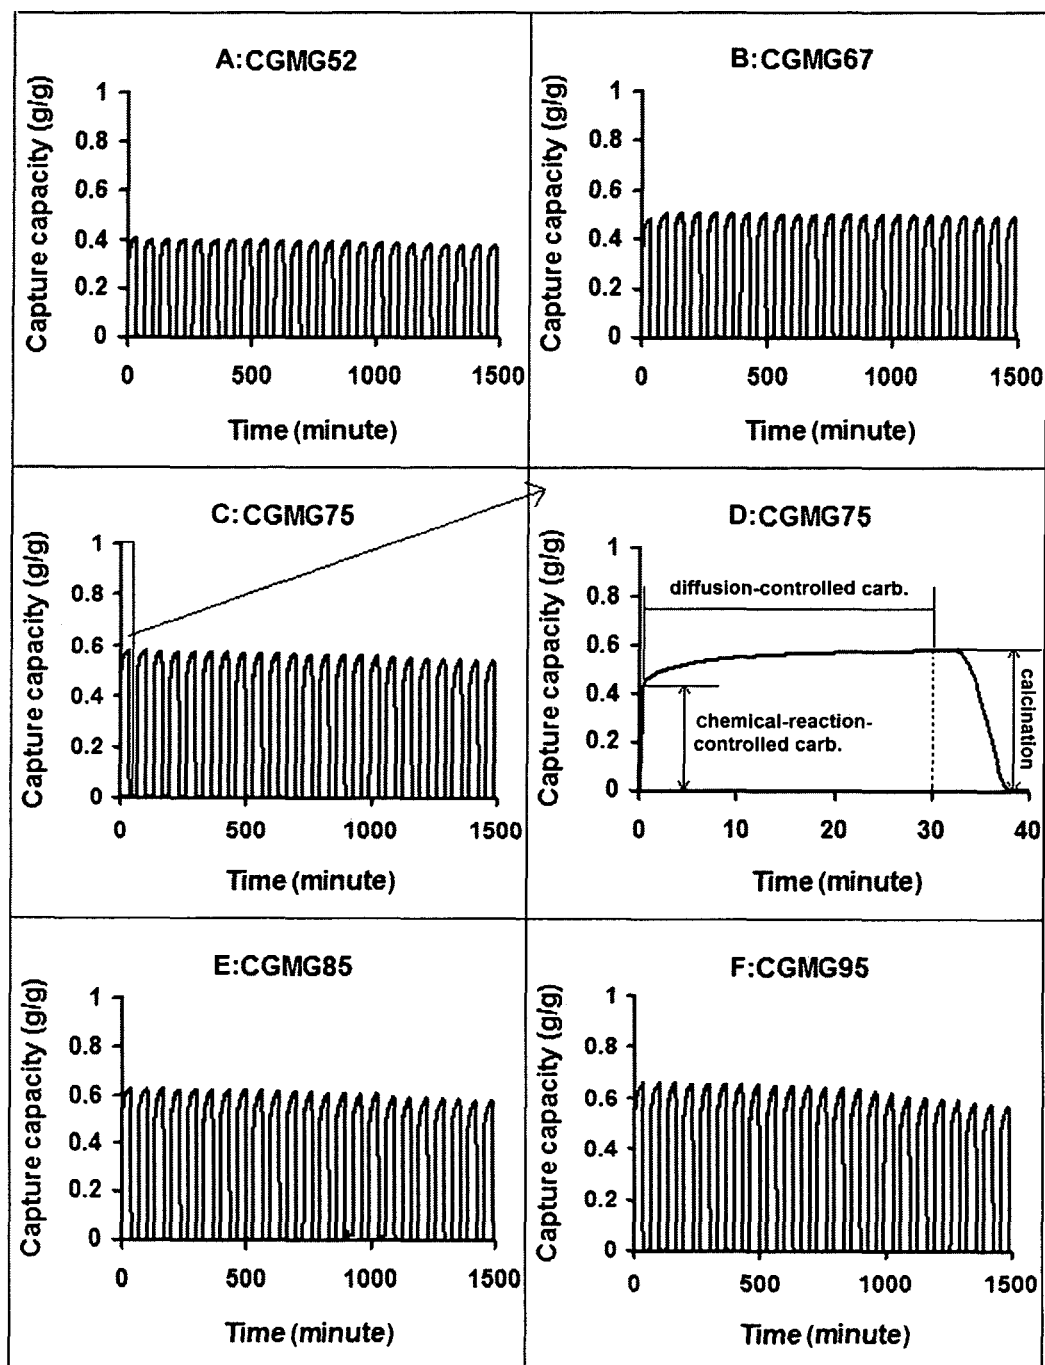 A:CGMG52
Capture capacity (g/g)
1
0.8
0.6
0.4
0.2
0
0 500 1000 1500
Time (minute)
B:CGMG67
Capture capacity (g/g)
1
0.8
0.6
0.4
0.2
0
0 500 1000 1500
Time (minute)
C:CGMG75
Capture capacity (g/g)
1
0.8
0.6
0.4
0.2
0
0 500 1000 1500
Time (minute)
D:CGMG75
Capture capacity (g/g)
1
0.8
0.6
0.4
0.2
0
diffusion-controlled carb.
chemical-reaction-
controlled carb.
calcination
0 10 20 30 40
Time (minute)
E:CGMG85
Capture capacity (g/g)
1
0.8
0.6
0.4
0.2
0
0 500 1000 1500
Time (minute)
F:CGMG95
Capture capacity (g/g)
1
0.8
0.6
0.4
0.2
0
0 500 1000 1500
Time (minute)